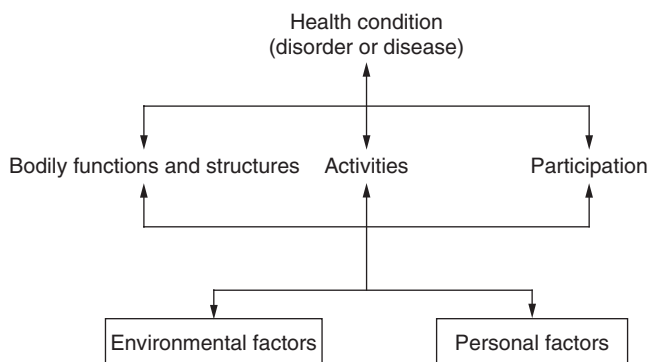 Health condition
(disorder or disease)
Bodily functions and structures
Activities
Participation
Environmental factors
Personal factors